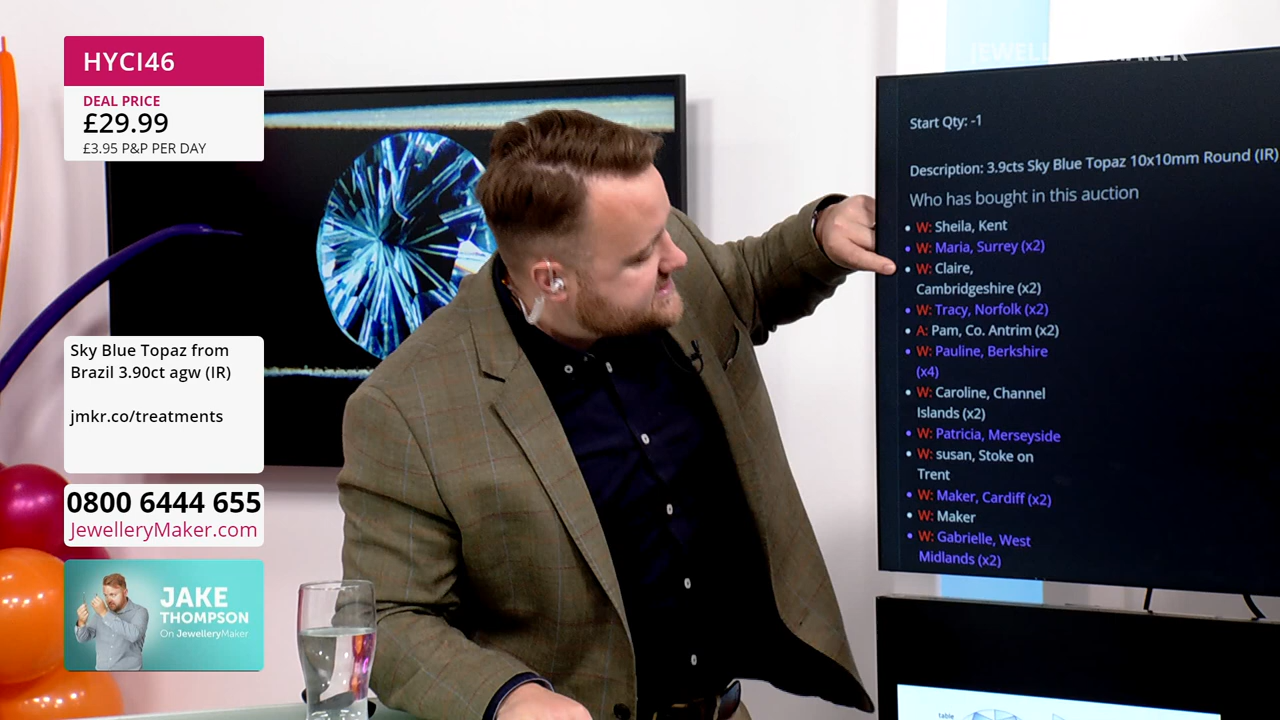 HYCI46
DEAL PRICE
£29.99
£3.95 P&P PER DAY
Sky Blue Topaz from
Brazil 3.90ct agw (IR)
jmkr.co/treatments
0800 6444 655
JewelleryMaker.com
JAKE
THOMPSON
On JewelleryMaker
Start Qty: -1
Description: 3.9cts Sky Blue Topaz 10x10mm Round (IR)
Who has bought in this auction
• W: Sheila, Kent
• W: Maria, Surrey (x2)
• W: Claire,
Cambridgeshire (x2)
• W: Tracy, Norfolk (x2)
• A: Pam, Co. Antrim (x2)
• W: Pauline, Berkshire
(x4)
• W: Caroline, Channel
Islands (x2)
• W: Patricia, Merseyside
• W: susan, Stoke on
Trent
• W: Maker, Cardiff (x2)
• W: Maker
• W: Gabrielle, West
Midlands (x2)
table